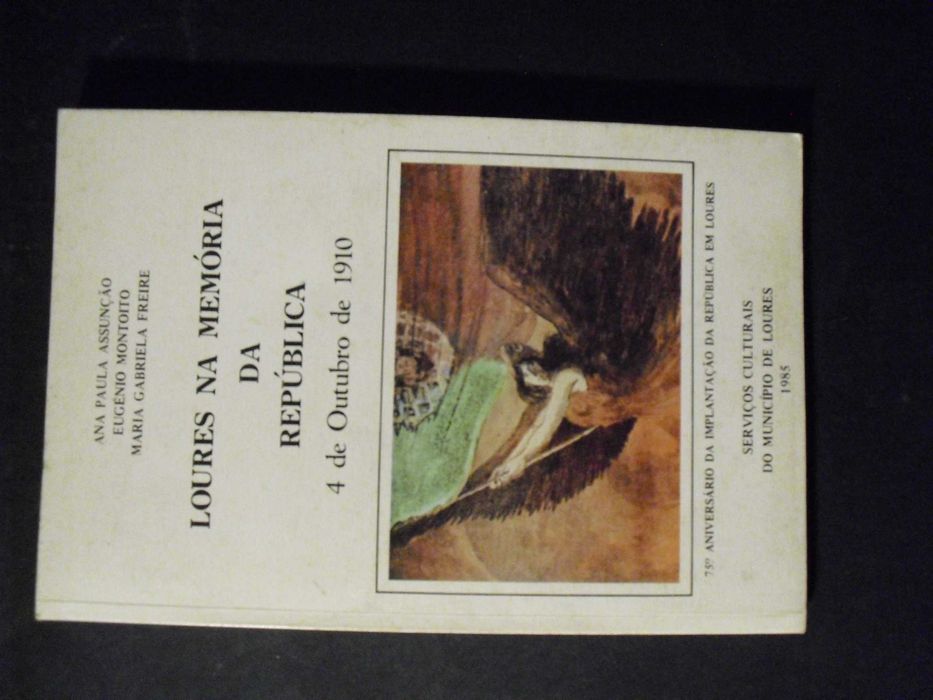 ANA PAULA ASSUNÇÃO
EUGÉNIO MONTOITO
MARIA GABRIELA FREIRE
LOURES NA MEMÓRIA
DA
REPÚBLICA
4 de Outubro de 1910
75º ANIVERSÁRIO DA IMPLANTAÇÃO DA REPÚBLICA EM LOURES
SERVIÇOS CULTURAIS
DO MUNICÍPIO DE LOURES
1985